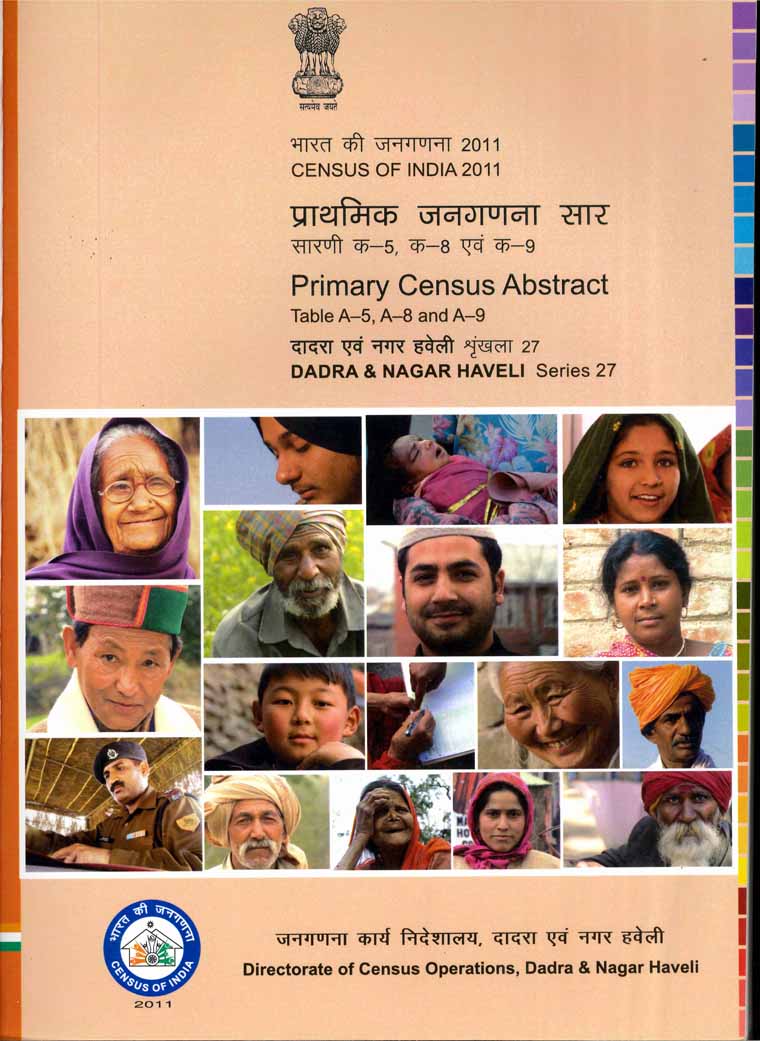 सत्यमेव जयते
भारत की जनगणना 2011
CENSUS OF INDIA 2011
प्राथमिक जनगणना सार
सारणी क–5, क–8 एवं क–9
Primary Census Abstract
Table A–5, A–8 and A–9
दादरा एवं नगर हवेली श्रृंखला 27
DADRA & NAGAR HAVELI Series 27
भारत की जनगणना
CENSUS OF INDIA
2011
जनगणना कार्य निदेशालय, दादरा एवं नगर हवेली
Directorate of Census Operations, Dadra & Nagar Haveli